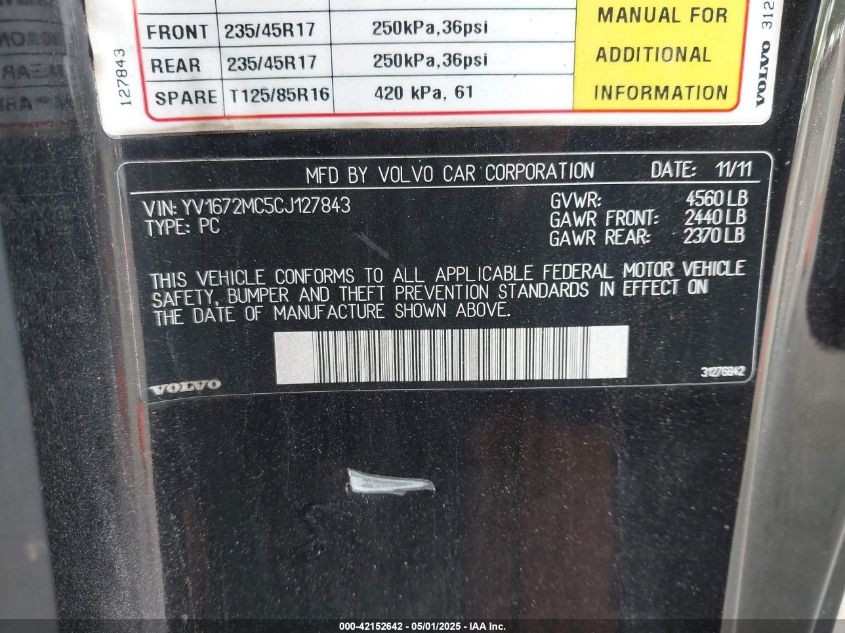 FRONT 235/45R17 250kPa,36psi
REAR 235/45R17 250kPa,36psi
SPARE T125/85R16 420 kPa, 61
MANUAL FOR
ADDITIONAL
INFORMATION
127843
VOLVO 312
MFD BY VOLVO CAR CORPORATION DATE: 11/11
VIN: YV1672MC5CJ127843 GVWR: 4560 LB
TYPE: PC GAWR FRONT: 2440 LB
GAWR REAR: 2370 LB
THIS VEHICLE CONFORMS TO ALL APPLICABLE FEDERAL MOTOR VEHICLE
SAFETY, BUMPER AND THEFT PREVENTION STANDARDS IN EFFECT ON
THE DATE OF MANUFACTURE SHOWN ABOVE.
VOLVO 31276842
000-42152642 - 05/01/2025 - IAA Inc.